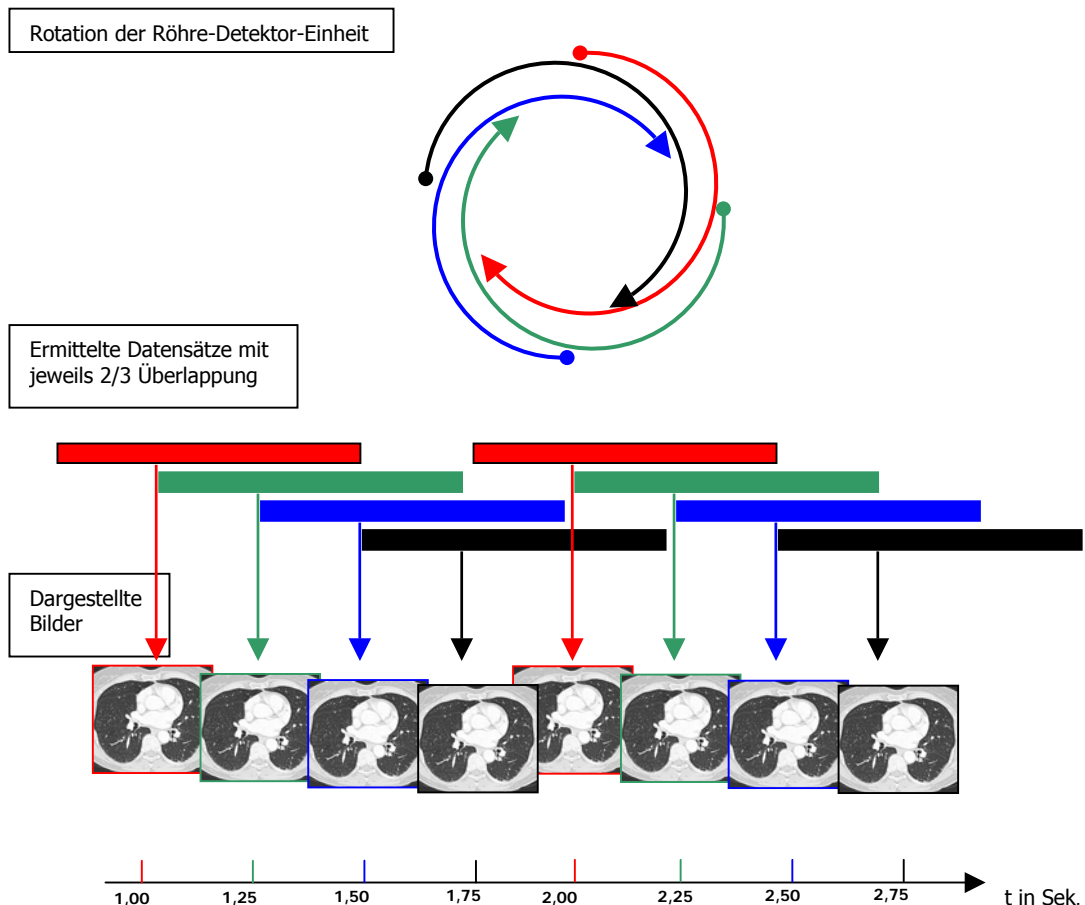 Rotation der Röhre-Detektor-Einheit
Ermittelte Datensätze mit
jeweils 2/3 Überlappung
Dargestellte
Bilder
1,00
1,25
1,50
1,75
2,00
2,25
2,50
2,75
t in Sek.